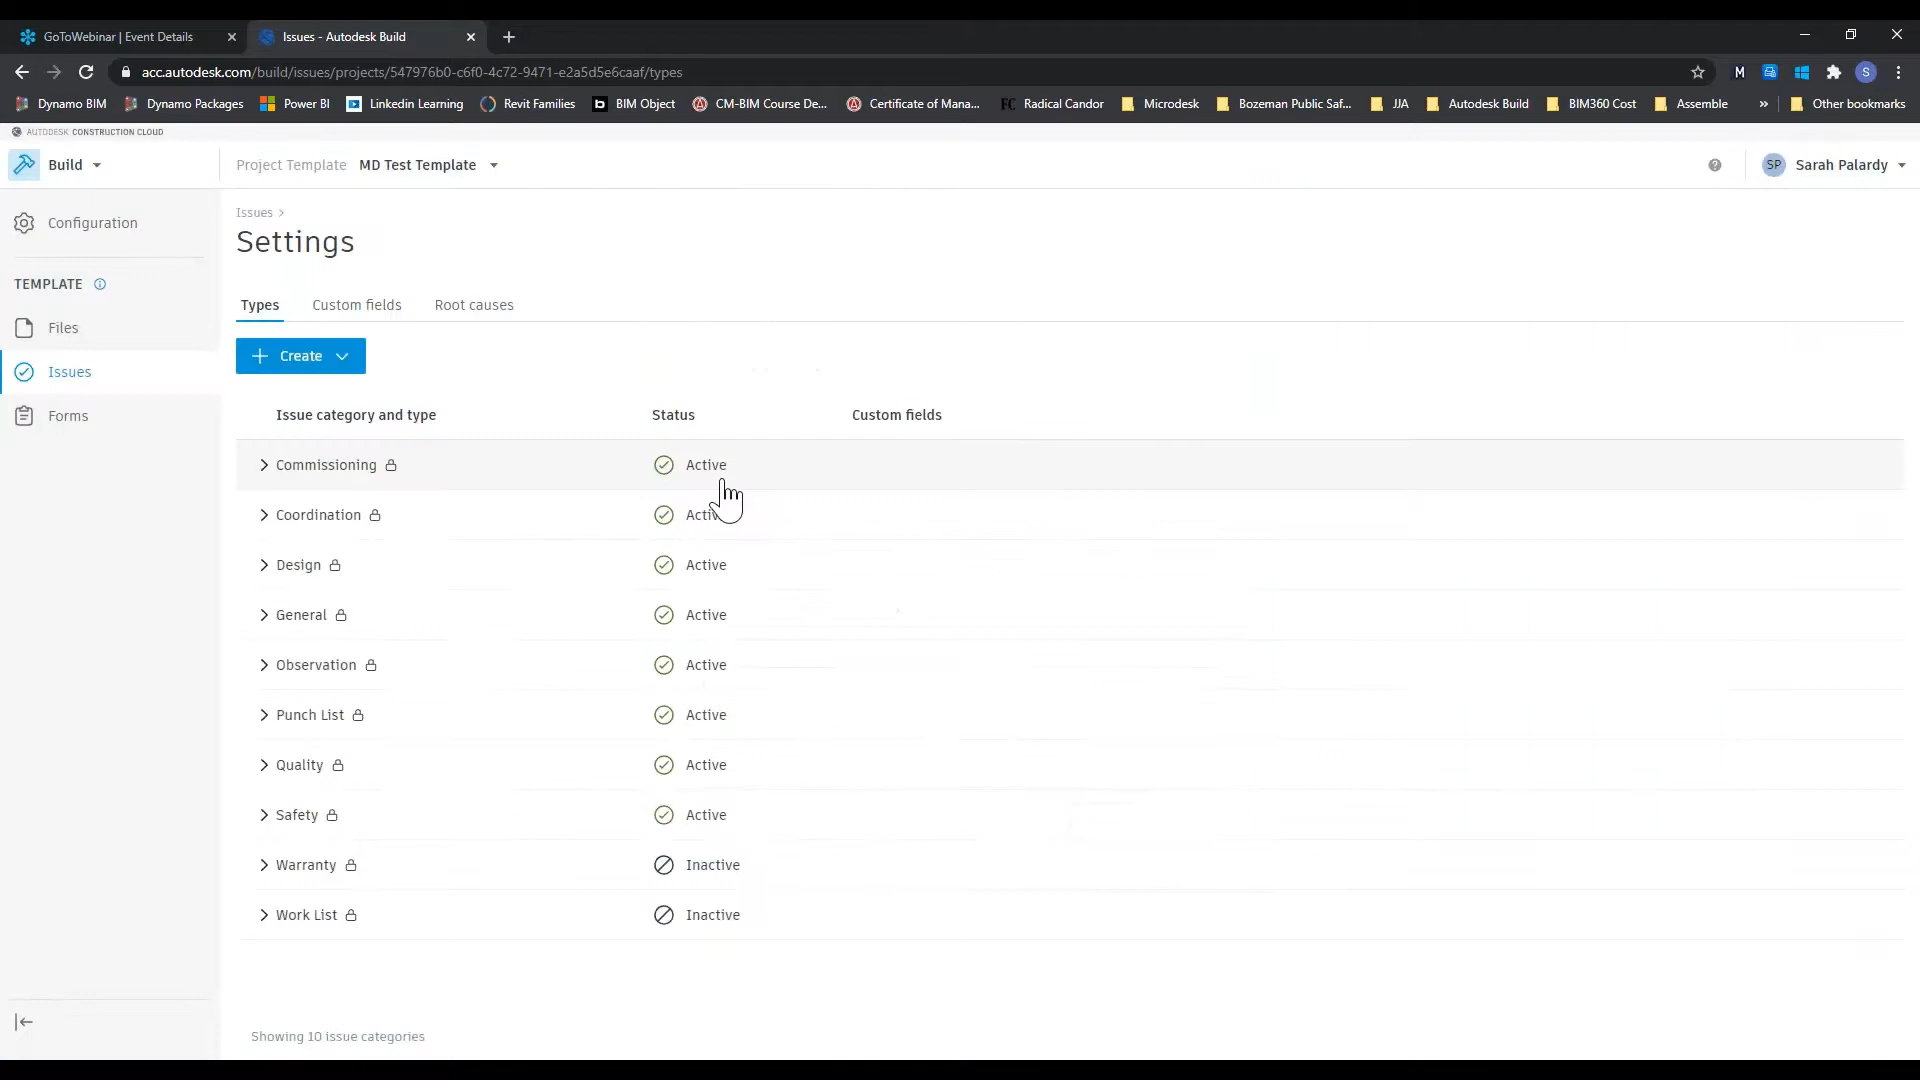 GoToWebinar | Event Details
Issues - Autodesk Build
acc.autodesk.com/build/issues/projects/547976b0-c6f0-4c72-9471-e2a5d5e6caaf/types
M
S
Dynamo BIM
Dynamo Packages
Power BI
Linkedin Learning
Revit Families
b BIM Object
CM-BIM Course De...
Certificate of Mana...
FC Radical Candor
Microdesk
Bozeman Public Saf...
JJA
Autodesk Build
BIM360 Cost
Assemble
»
Other bookmarks
AUTODESK CONSTRUCTION CLOUD
Build
Project Template MD Test Template
SP Sarah Palardy
Configuration
TEMPLATE
Files
Issues
Forms
Issues >
Settings
Types Custom fields Root causes
+ Create
Issue category and type Status Custom fields
Commissioning Active
Coordination
Design Active
General Active
Observation Active
Punch List Active
Quality Active
Safety Active
Warranty Inactive
Work List Inactive
Showing 10 issue categories